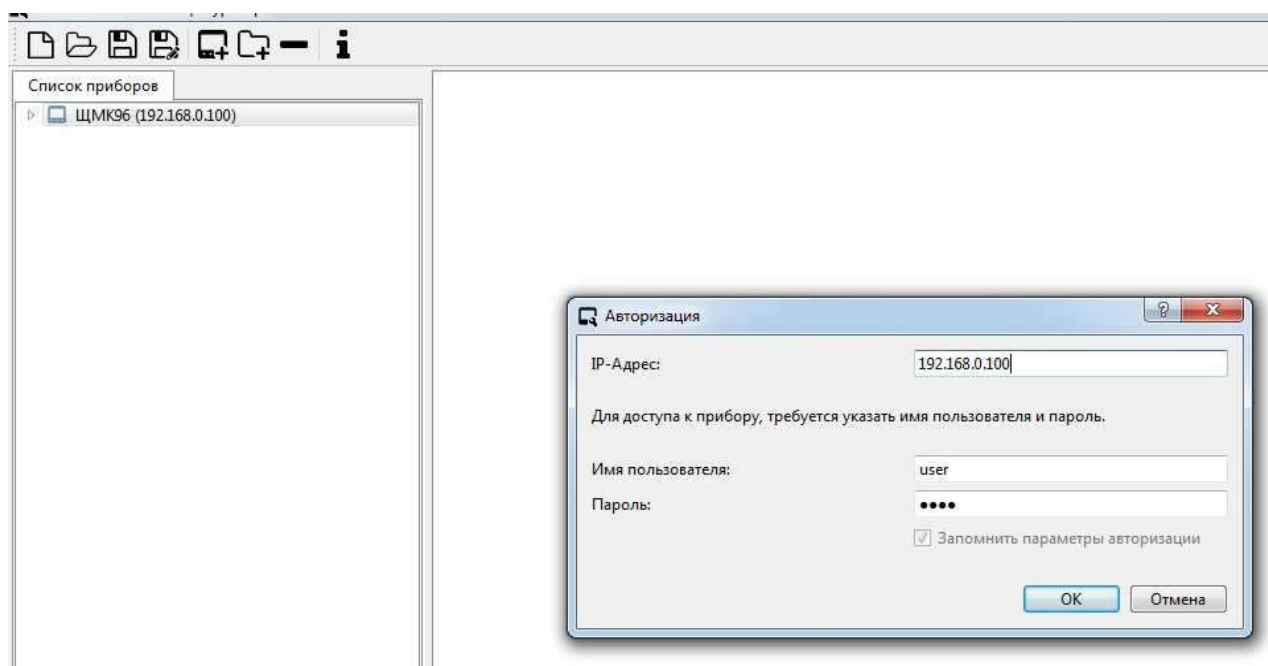 Список приборов
ЩМК96 (192.168.0.100)
Авторизация
IP-Адрес:
192.168.0.100
Для доступа к прибору, требуется указать имя пользователя и пароль.
Имя пользователя:
user
Пароль:
••••
Запомнить параметры авторизации
OK
Отмена